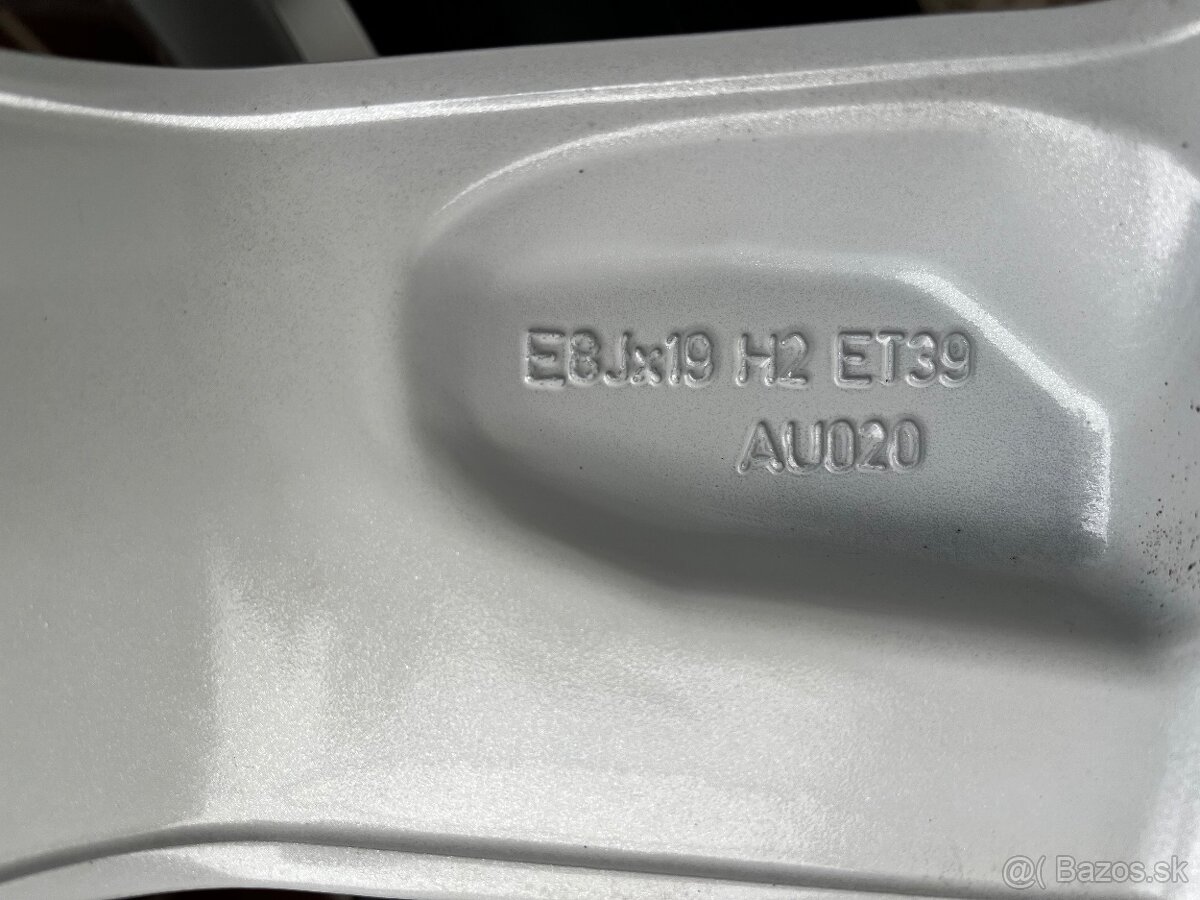 E8Jx19 H2 ET39
AU020
@( Bazos.sk